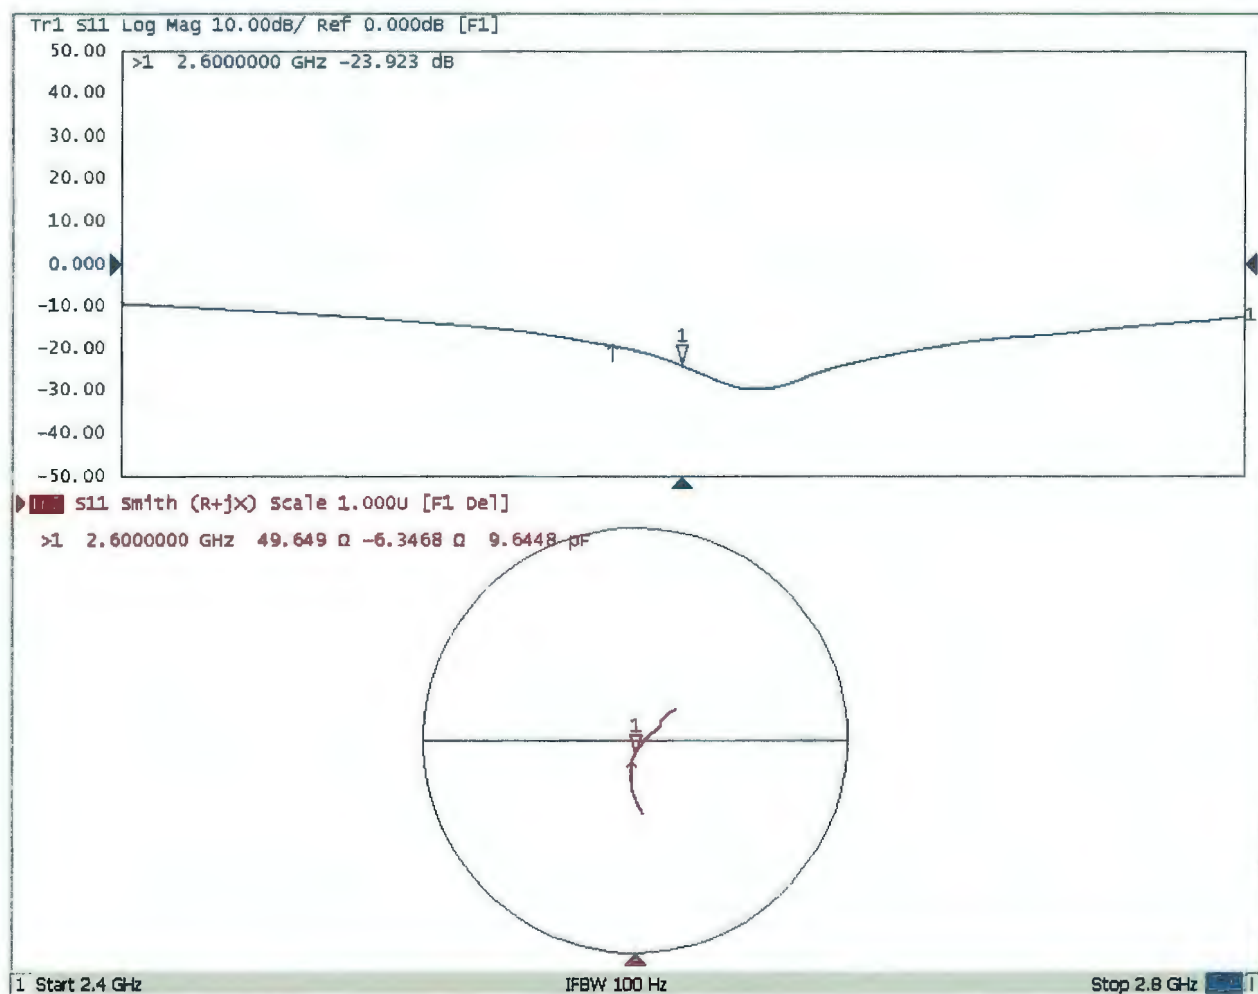 Tr1 S11 Log Mag 10.00dB/ Ref 0.000dB [F1]
50.00
>1 2.6000000 GHz -23.923 dB
40.00
30.00
20.00
10.00
0.000
-10.00
1
1
-20.00
-30.00
-40.00
-50.00
S11 Smith (R+jX) Scale 1.000U [F1 Del]
>1 2.6000000 GHz 49.649 Ω -6.3468 Ω 9.6448 pF
1
1 Start 2.4 GHz IFBW 100 Hz Stop 2.8 GHz